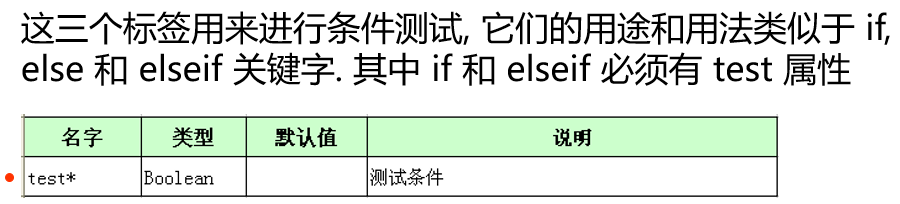 这三个标签用来进行条件测试, 它们的用途和用法类似于 if,
else 和 elseif 关键字. 其中 if 和 elseif 必须有 test 属性
名字 类型 默认值 说明
test* Boolean 测试条件